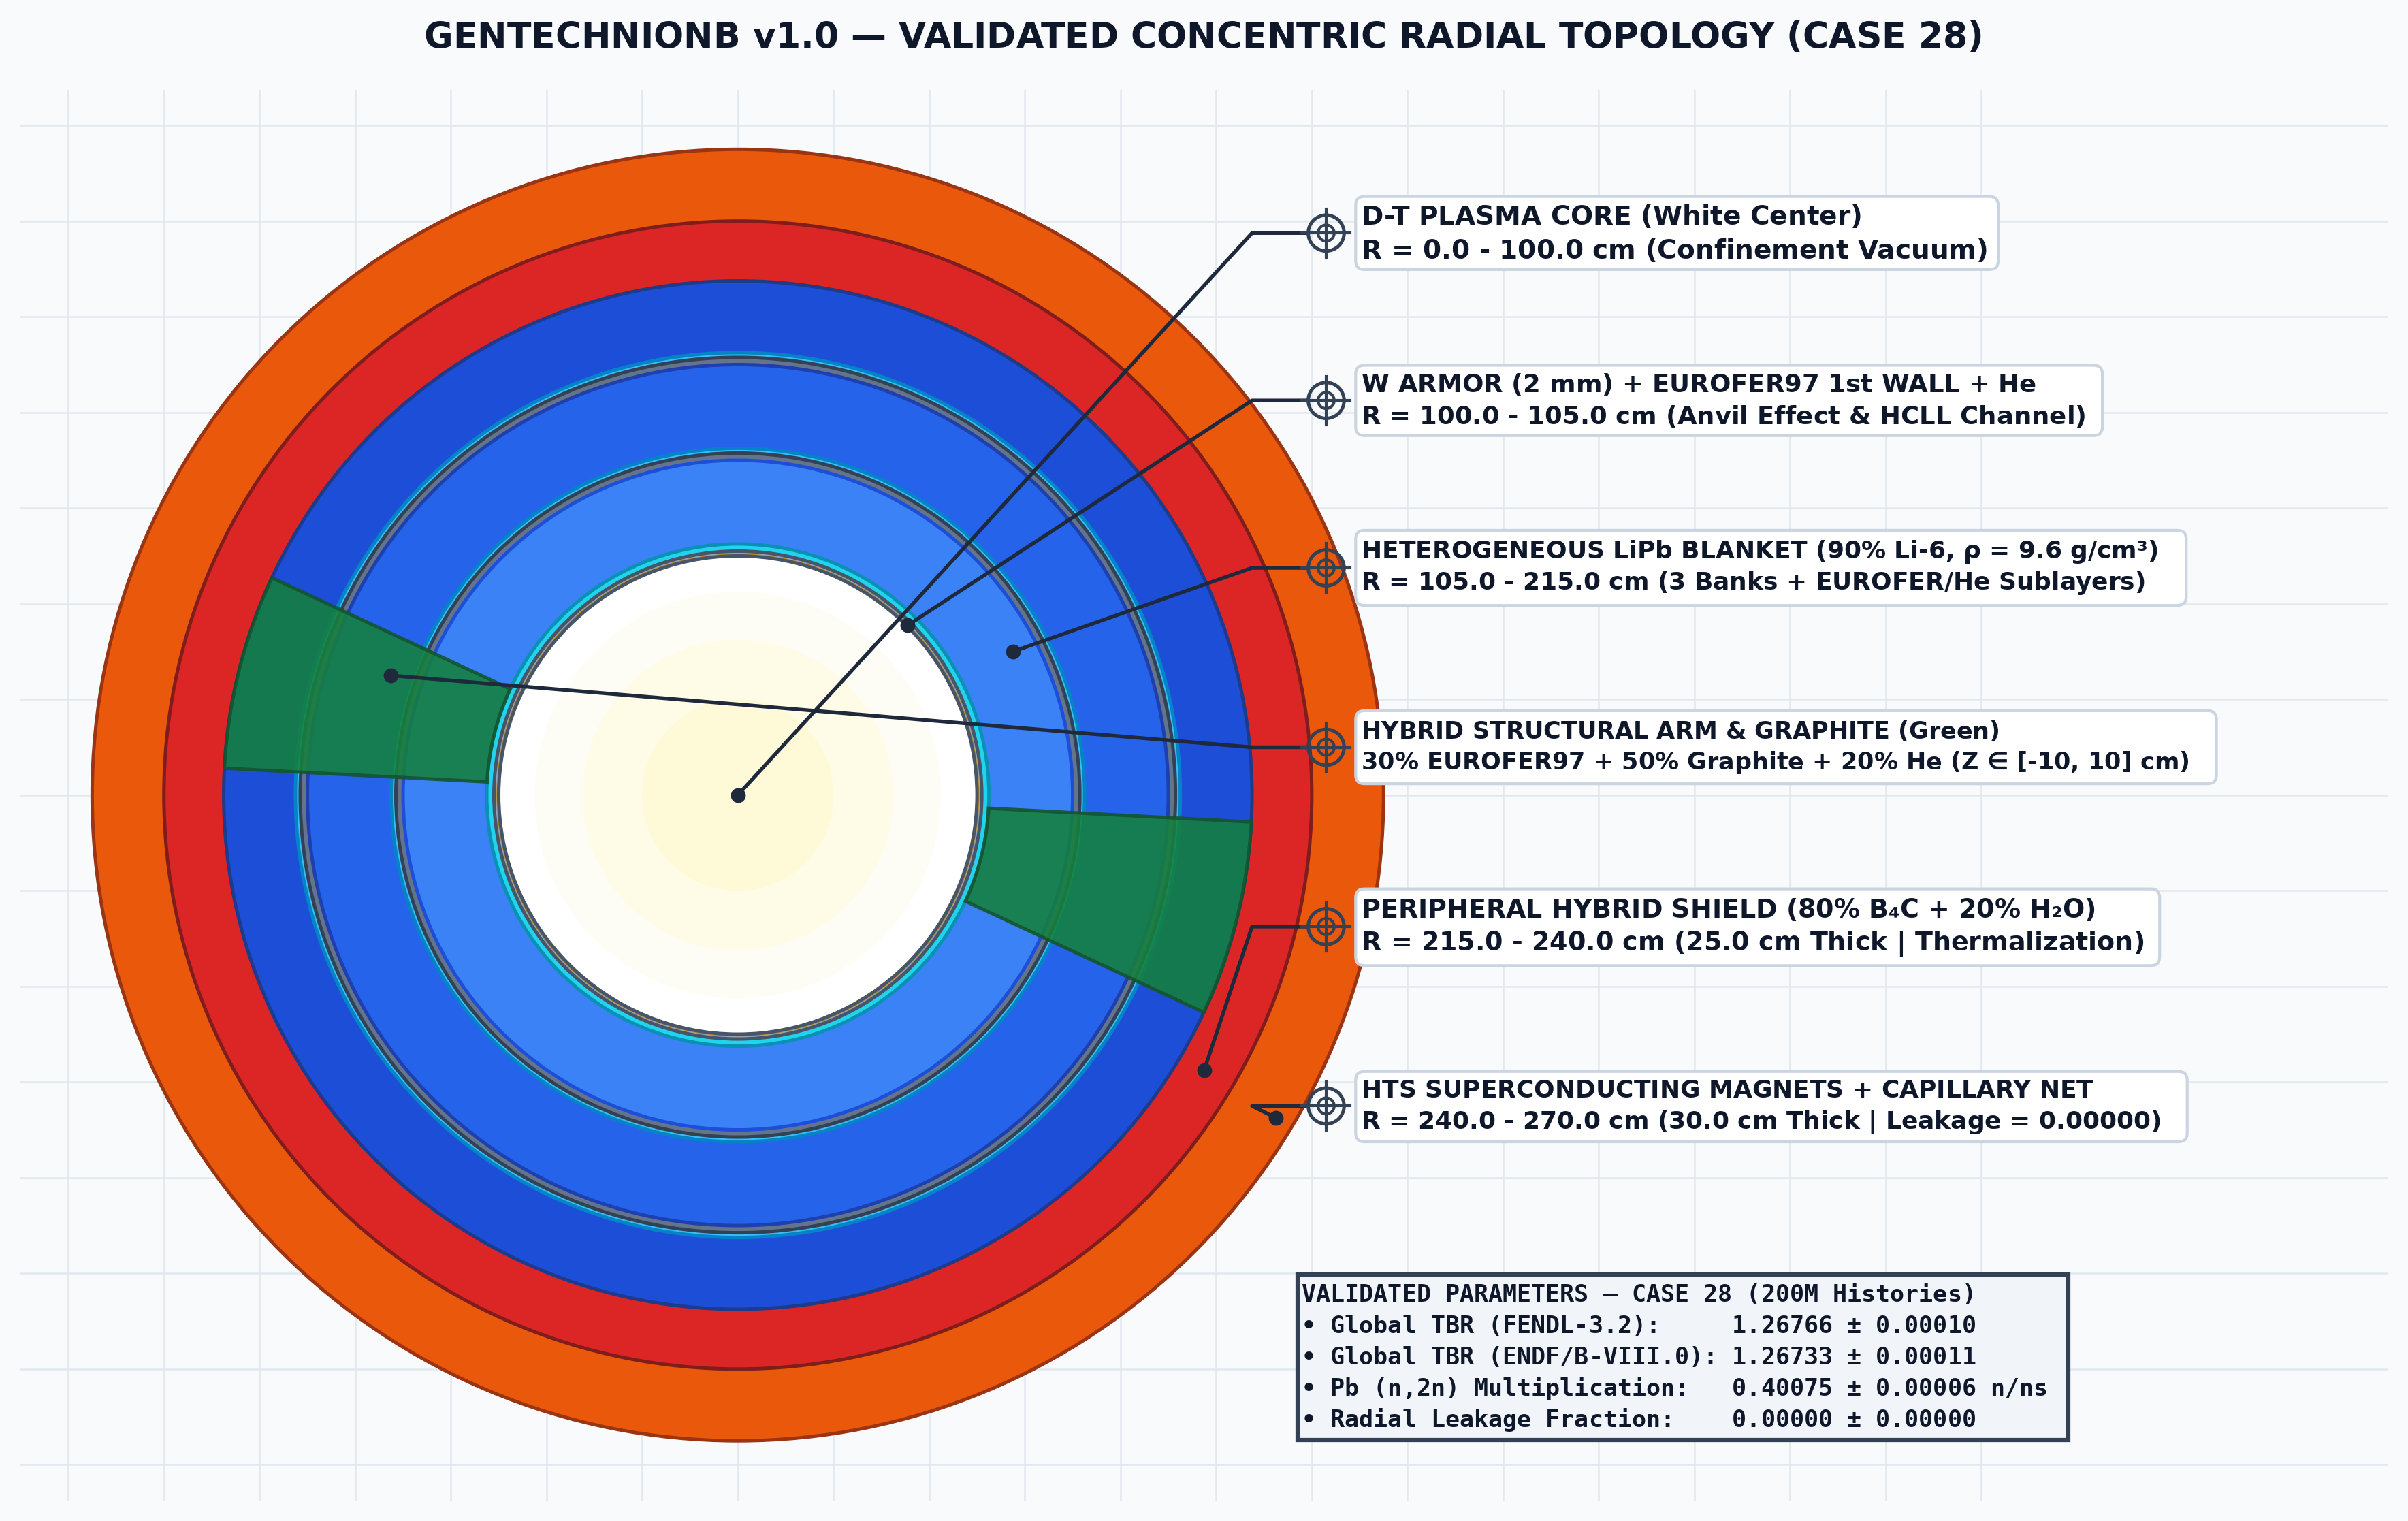 GENTECHNIONB v1.0 — VALIDATED CONCENTRIC RADIAL TOPOLOGY (CASE 28)
D-T PLASMA CORE (White Center)
R = 0.0 - 100.0 cm (Confinement Vacuum)
W ARMOR (2 mm) + EUROFER97 1st WALL + He
R = 100.0 - 105.0 cm (Anvil Effect & HCLL Channel)
HETEROGENEOUS LiPb BLANKET (90% Li-6, ρ = 9.6 g/cm³)
R = 105.0 - 215.0 cm (3 Banks + EUROFER/He Sublayers)
HYBRID STRUCTURAL ARM & GRAPHITE (Green)
30% EUROFER97 + 50% Graphite + 20% He (Z ∈ [-10, 10] cm)
PERIPHERAL HYBRID SHIELD (80% B₄C + 20% H₂O)
R = 215.0 - 240.0 cm (25.0 cm Thick | Thermalization)
HTS SUPERCONDUCTING MAGNETS + CAPILLARY NET
R = 240.0 - 270.0 cm (30.0 cm Thick | Leakage = 0.00000)
VALIDATED PARAMETERS — CASE 28 (200M Histories)
• Global TBR (FENDL-3.2): 1.26766 ± 0.00010
• Global TBR (ENDF/B-VIII.0): 1.26733 ± 0.00011
• Pb (n,2n) Multiplication: 0.40075 ± 0.00006 n/ns
• Radial Leakage Fraction: 0.00000 ± 0.00000